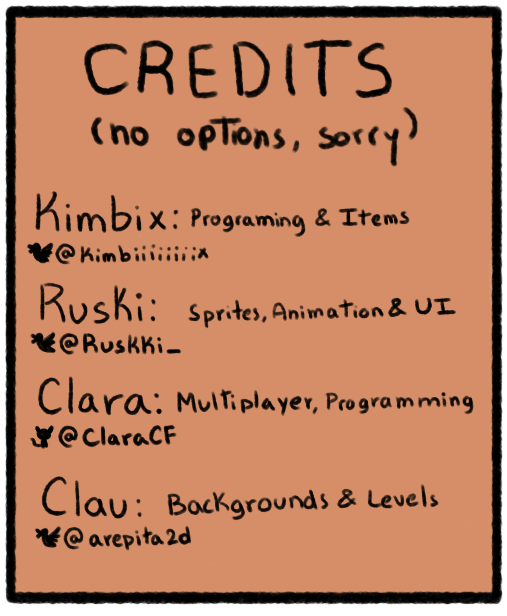 CREDITS
(no options, sorry)
Kimbix: Programing & Items
@Kimbiiiiiiiix
Ruski: Sprites, Animation & UI
@Ruskki_
Clara: Multiplayer, Programming
@ClaraCF
Clau: Backgrounds & Levels
@arepita2d